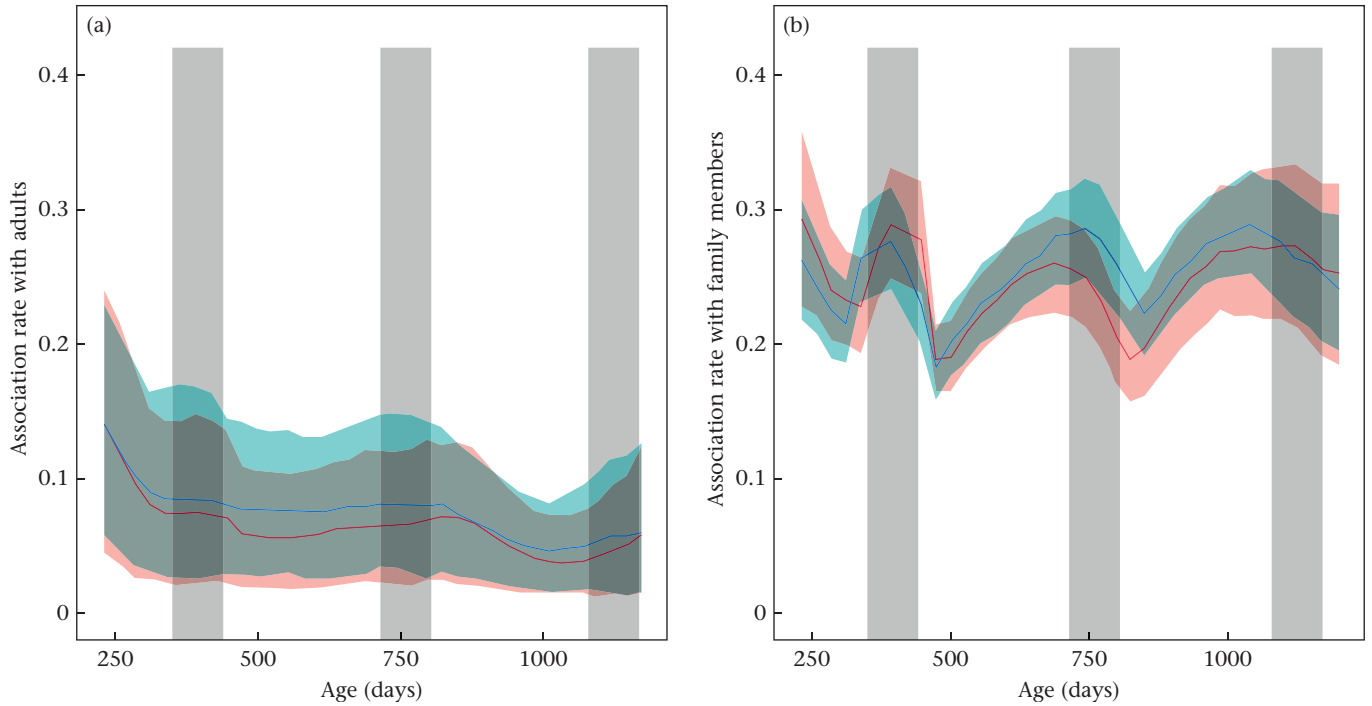 (a)
0.4
0.3
0.2
0.1
0
Association rate with adults
250 500 750 1000
Age (days)
(b)
0.4
0.3
0.2
0.1
0
Association rate with family members
250 500 750 1000
Age (days)